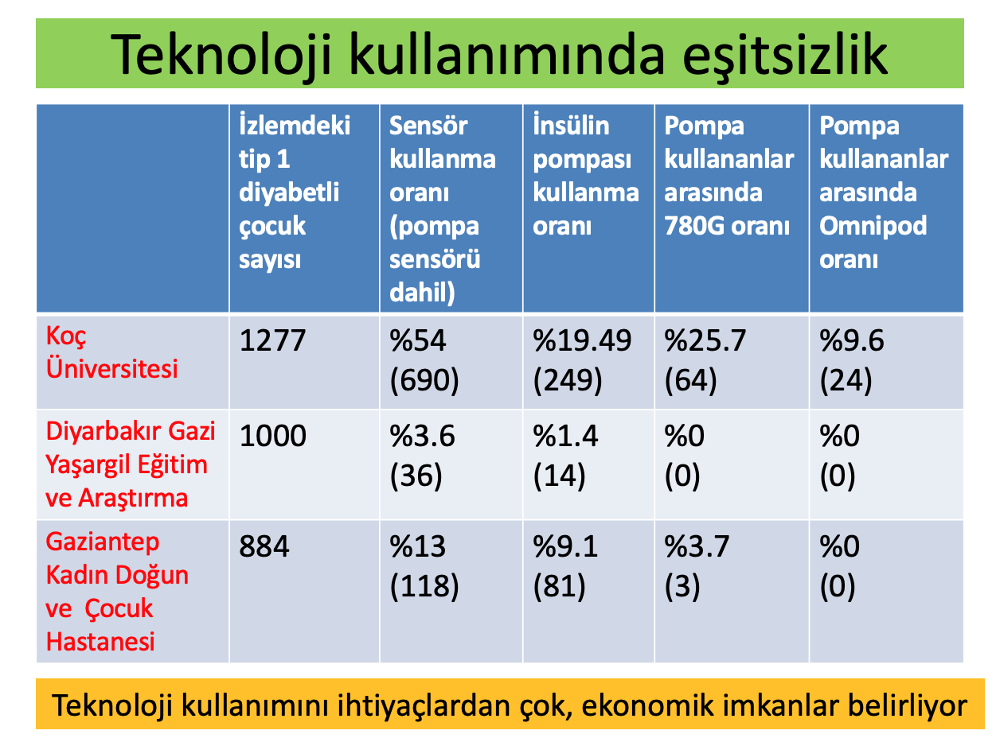 Teknoloji kullanımında eşitsizlik
İzlemdeki
tip 1
diyabetli
çocuk
sayısı
Sensör
kullanma
oranı
(pompa
sensörü
dahil)
İnsülin
pompası
kullanma
oranı
Pompa
kullananlar
arasında
780G oranı
Pompa
kullananlar
arasında
Omnipod
oranı
Koç
Üniversitesi
1277
%54
(690)
%19.49
(249)
%25.7
(64)
%9.6
(24)
Diyarbakır Gazi
Yaşargil Eğitim
ve Araştırma
1000
%3.6
(36)
%1.4
(14)
%0
(0)
%0
(0)
Gaziantep
Kadın Doğun
ve  Çocuk
Hastanesi
884
%13
(118)
%9.1
(81)
%3.7
(3)
%0
(0)
Teknoloji kullanımını ihtiyaçlardan çok, ekonomik imkanlar belirliyor